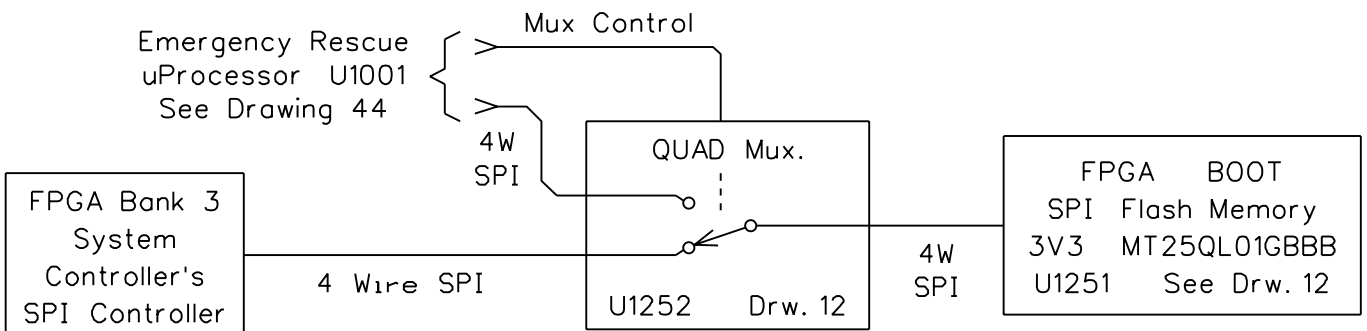 Mux Control
Emergency Rescue
uProcessor U1001
See Drawing 44
4W
SPI
QUAD Mux.
FPGA Bank 3
System
Controller's
SPI Controller
4 Wire SPI
U1252 Drw. 12
4W
SPI
FPGA BOOT
SPI Flash Memory
3V3 MT25QL01GBBB
U1251 See Drw. 12